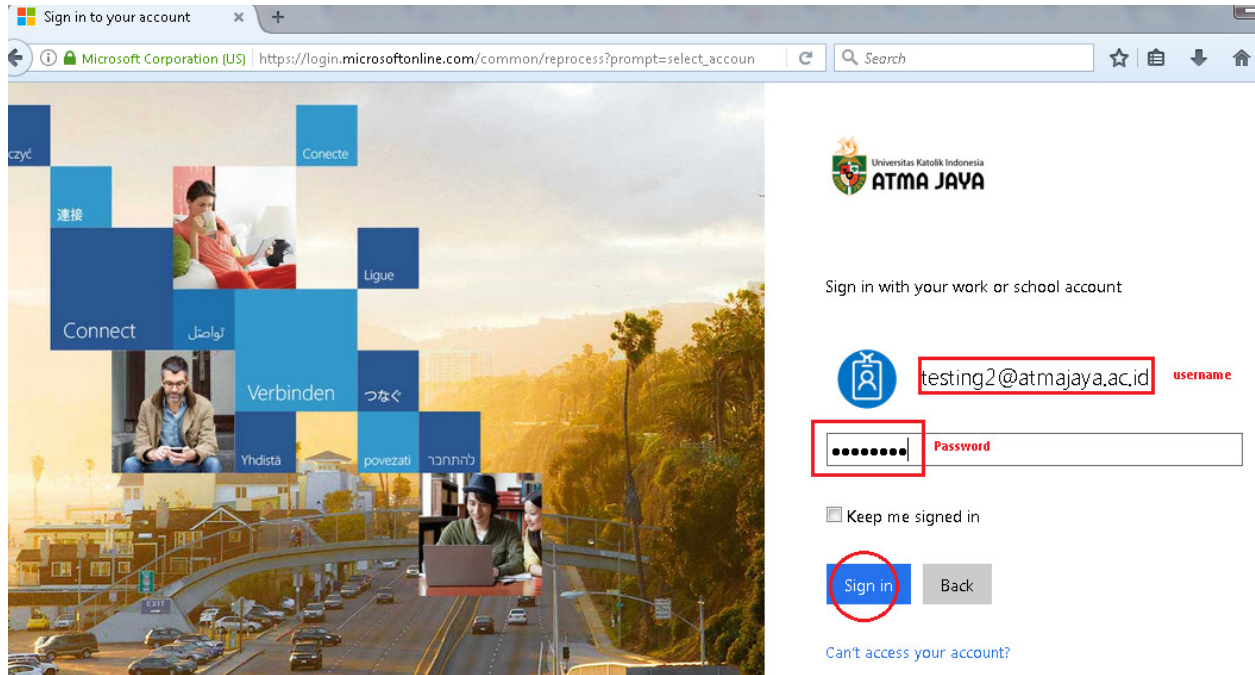 Sign in to your account
Microsoft Corporation (US) https://login.microsoftonline.com/common/reprocess?prompt=select_accoun
Search
czyć
Conecte
連接
Ligue
Connect
تواصل
Verbinden
つなぐ
Yhdistä
povezati
להתחבר
EXIT
Universitas Katolik Indonesia
ATMA JAYA
Sign in with your work or school account
testing2@atmajaya.ac.id username
Password
Keep me signed in
Sign in Back
Can't access your account?